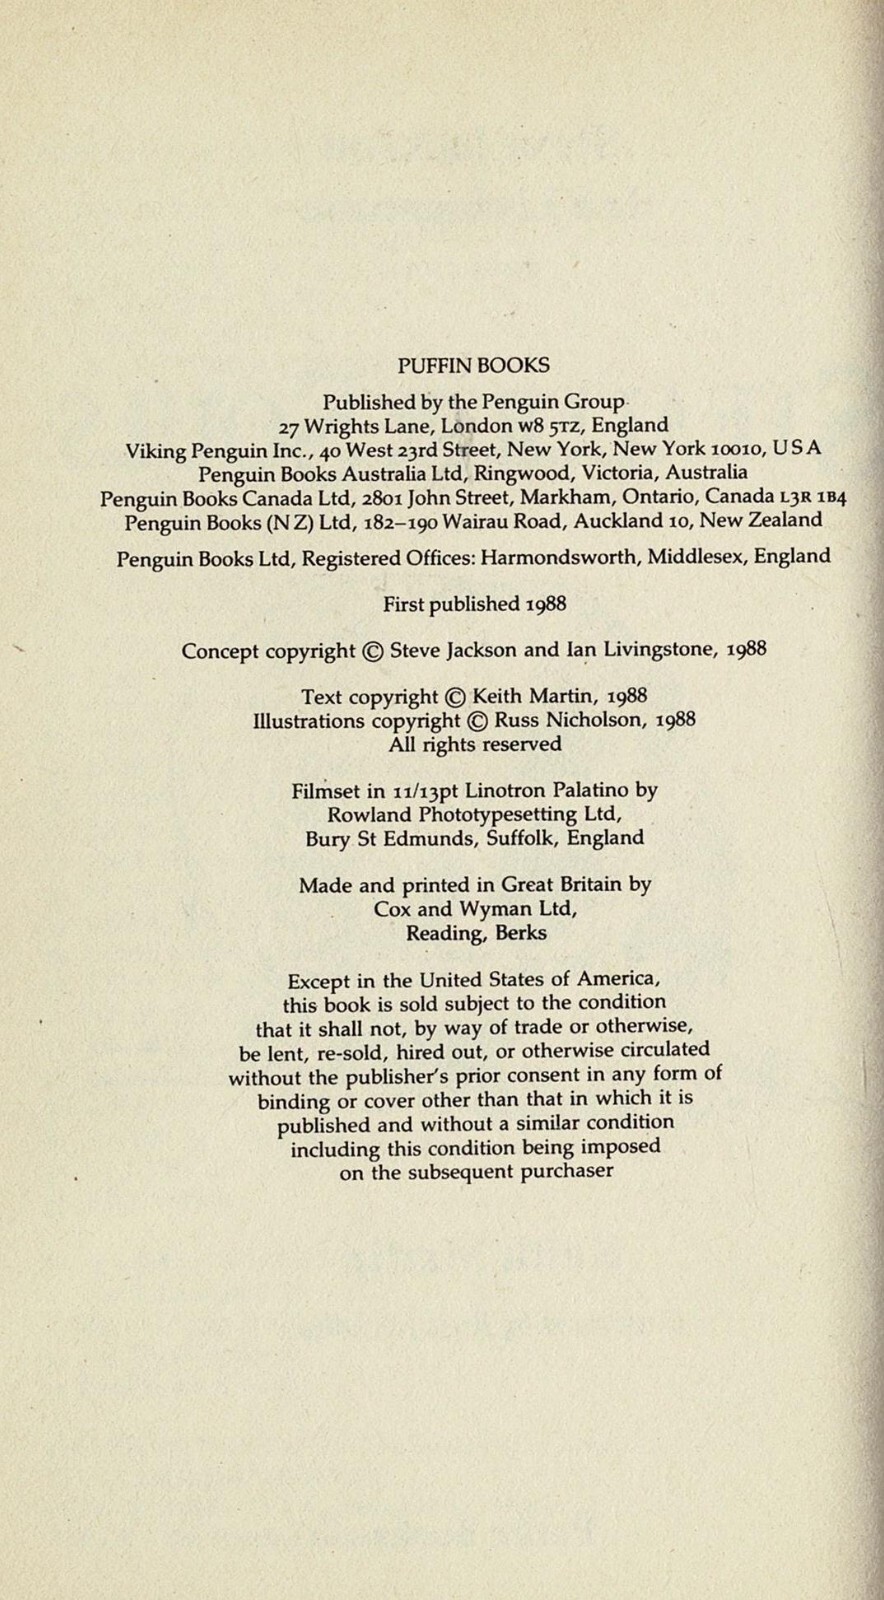 PUFFIN BOOKS
Published by the Penguin Group
27 Wrights Lane, London W8 5TZ, England
Viking Penguin Inc., 40 West 23rd Street, New York, New York 10010, USA
Penguin Books Australia Ltd, Ringwood, Victoria, Australia
Penguin Books Canada Ltd, 2801 John Street, Markham, Ontario, Canada L3R 1B4
Penguin Books (NZ) Ltd, 182–190 Wairau Road, Auckland 10, New Zealand
Penguin Books Ltd, Registered Offices: Harmondsworth, Middlesex, England
First published 1988
Concept copyright © Steve Jackson and Ian Livingstone, 1988
Text copyright © Keith Martin, 1988
Illustrations copyright © Russ Nicholson, 1988
All rights reserved
Filmset in 11/13pt Linotron Palatino by
Rowland Phototypesetting Ltd,
Bury St Edmunds, Suffolk, England
Made and printed in Great Britain by
Cox and Wyman Ltd,
Reading, Berks
Except in the United States of America,
this book is sold subject to the condition
that it shall not, by way of trade or otherwise,
be lent, re-sold, hired out, or otherwise circulated
without the publisher's prior consent in any form of
binding or cover other than that in which it is
published and without a similar condition
including this condition being imposed
on the subsequent purchaser